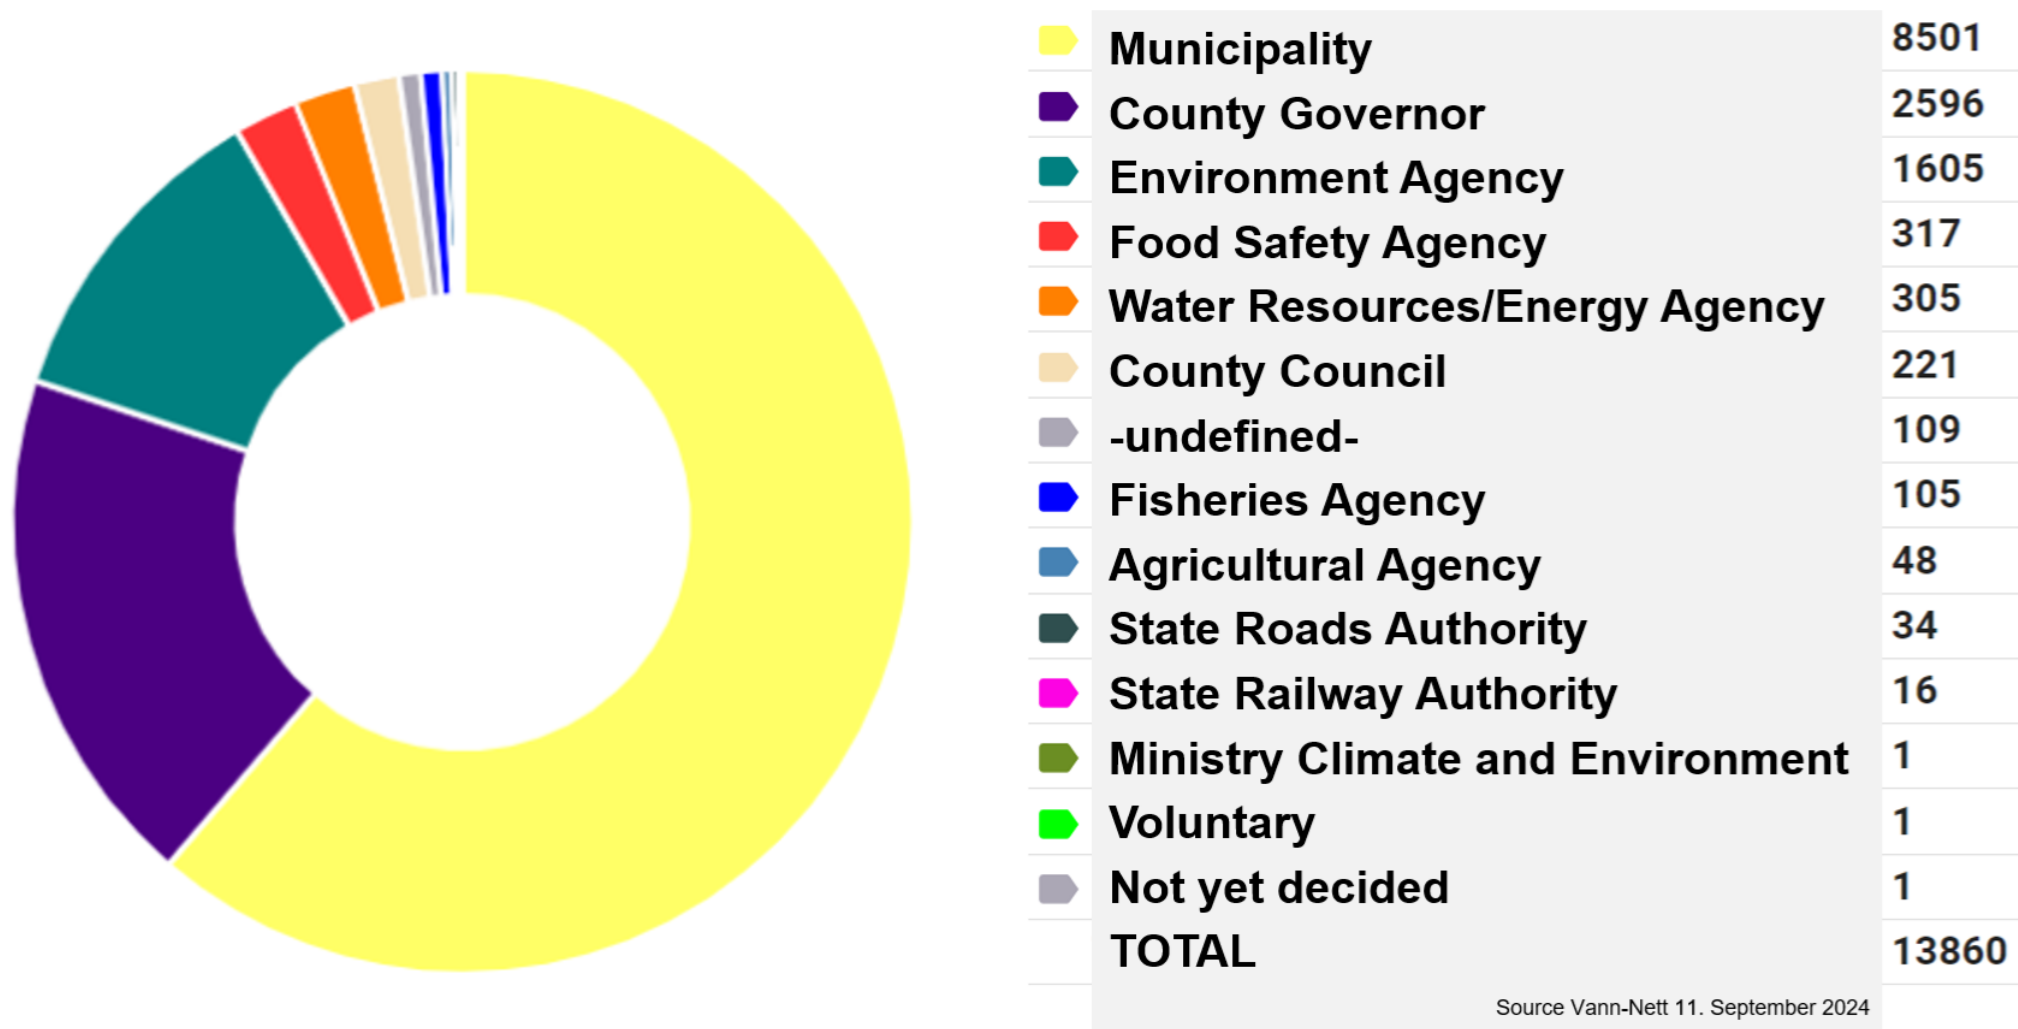 Municipality 8501
County Governor 2596
Environment Agency 1605
Food Safety Agency 317
Water Resources/Energy Agency 305
County Council 221
-undefined- 109
Fisheries Agency 105
Agricultural Agency 48
State Roads Authority 34
State Railway Authority 16
Ministry Climate and Environment 1
Voluntary 1
Not yet decided 1
TOTAL 13860
Source Vann-Nett 11. September 2024